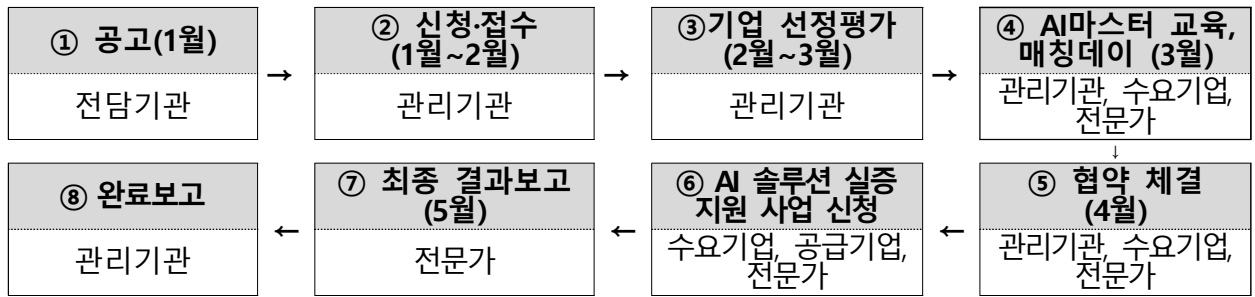 ① 공고(1월)
전담기관
→
② 신청·접수
(1월~2월)
관리기관
→
③기업 선정평가
(2월~3월)
관리기관
→
④ AI마스터 교육,
매칭데이 (3월)
관리기관, 수요기업,
전문가
↓
⑤ 협약 체결
(4월)
관리기관, 수요기업,
전문가
←
⑥ AI 솔루션 실증
지원 사업 신청
수요기업, 공급기업,
전문가
←
⑦ 최종 결과보고
(5월)
전문가
←
⑧ 완료보고
관리기관